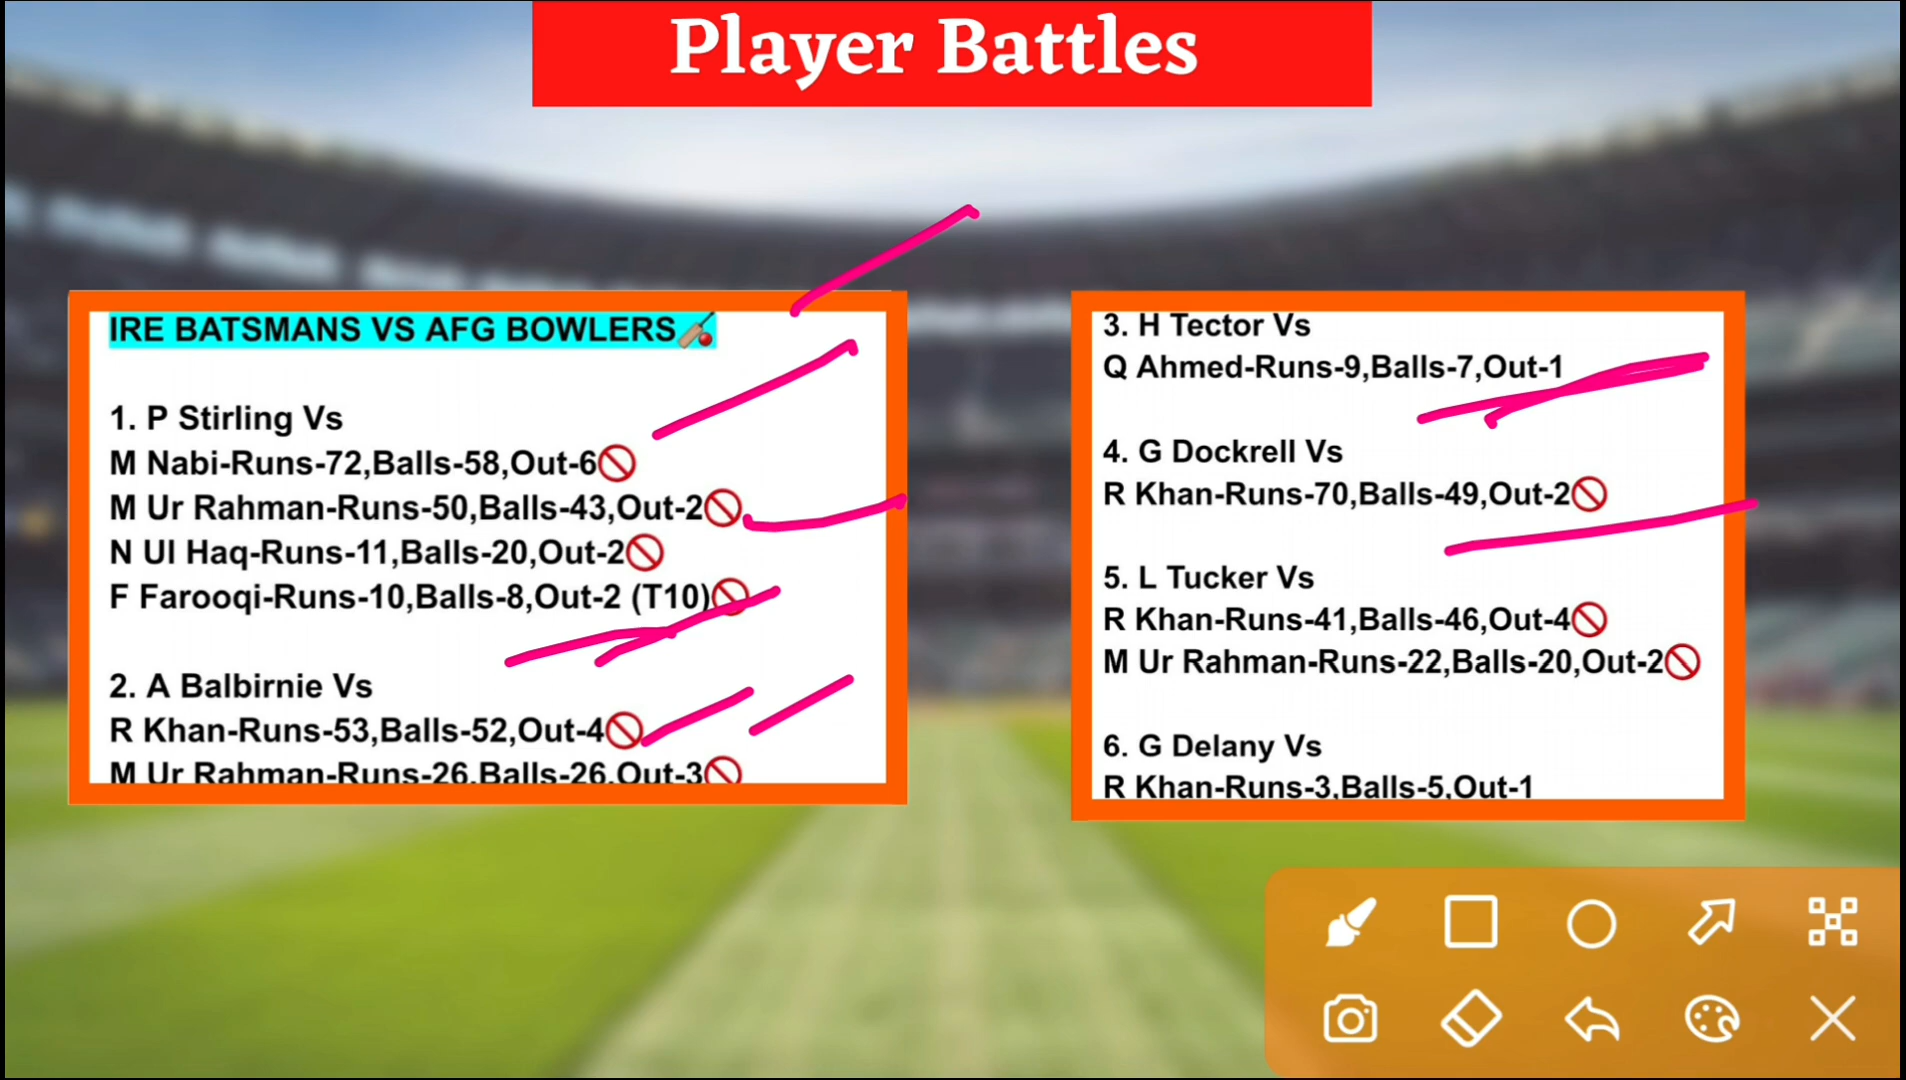 Player Battles
IRE BATSMANS VS AFG BOWLERS🏏
1. P Stirling Vs
M Nabi-Runs-72,Balls-58,Out-6🚫
M Ur Rahman-Runs-50,Balls-43,Out-2🚫
N Ul Haq-Runs-11,Balls-20,Out-2🚫
F Farooqi-Runs-10,Balls-8,Out-2 (T10)🚫
2. A Balbirnie Vs
R Khan-Runs-53,Balls-52,Out-4🚫
M Ur Rahman-Runs-26,Balls-26,Out-3🚫
3. H Tector Vs
Q Ahmed-Runs-9,Balls-7,Out-1
4. G Dockrell Vs
R Khan-Runs-70,Balls-49,Out-2🚫
5. L Tucker Vs
R Khan-Runs-41,Balls-46,Out-4🚫
M Ur Rahman-Runs-22,Balls-20,Out-2🚫
6. G Delany Vs
R Khan-Runs-3,Balls-5,Out-1